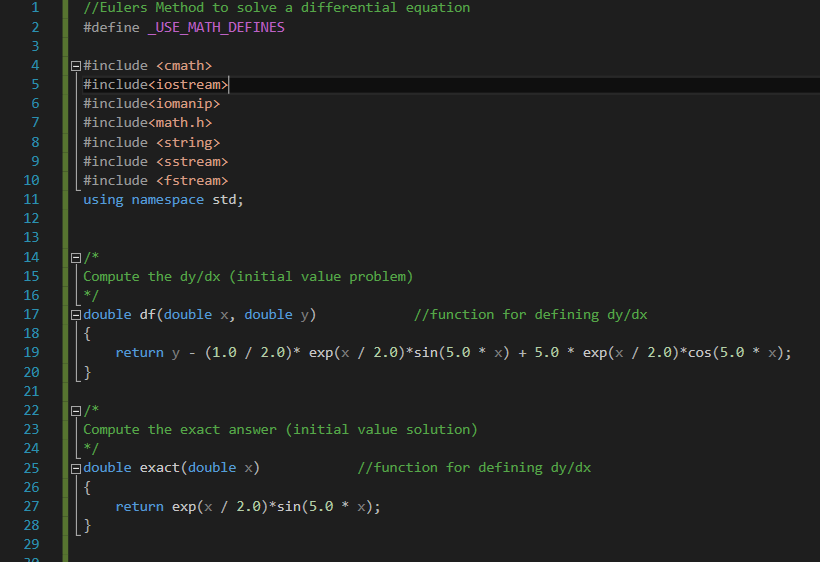 1 //Eulers Method to solve a differential equation
2 #define _USE_MATH_DEFINES
3
4 #include <cmath>
5 #include<iostream>
6 #include<iomanip>
7 #include<math.h>
8 #include <string>
9 #include <sstream>
10 #include <fstream>
11 using namespace std;
12
13
14 /*
15 Compute the dy/dx (initial value problem)
16 */
17 double df(double x, double y) //function for defining dy/dx
18 {
19 return y - (1.0 / 2.0)* exp(x / 2.0)*sin(5.0 * x) + 5.0 * exp(x / 2.0)*cos(5.0 * x);
20 }
21
22 /*
23 Compute the exact answer (initial value solution)
24 */
25 double exact(double x) //function for defining dy/dx
26 {
27 return exp(x / 2.0)*sin(5.0 * x);
28 }
29